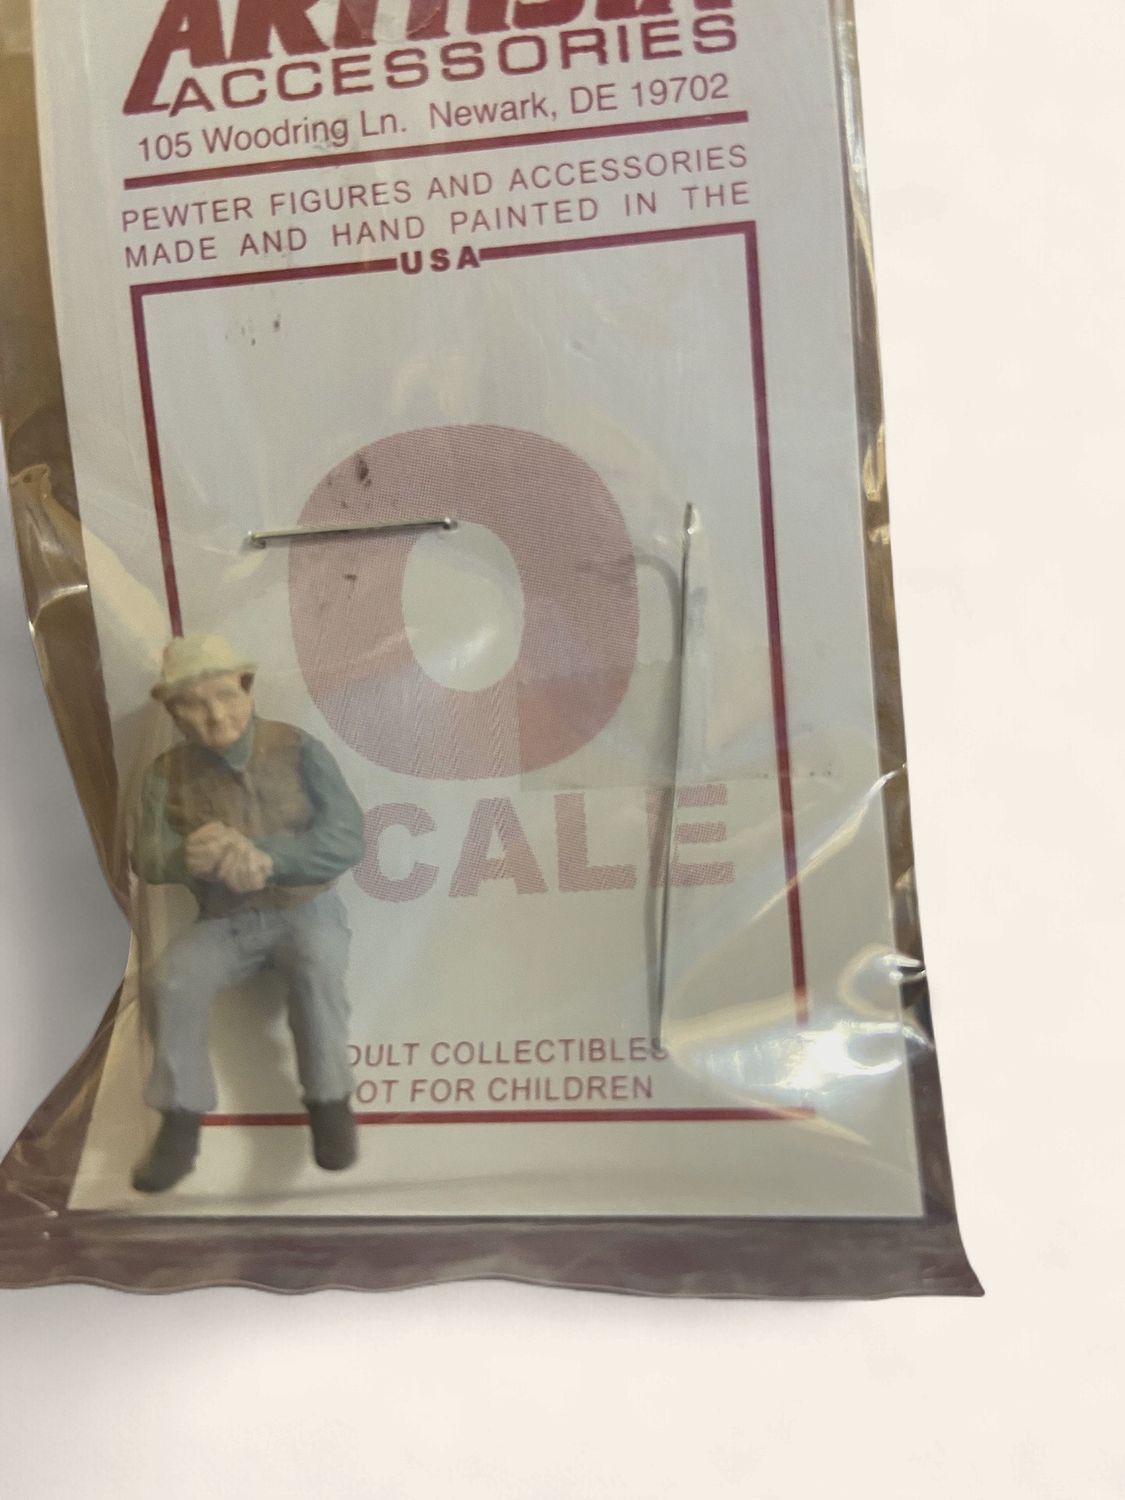 ACCESSORIES
105 Woodring Ln. Newark, DE 19702
PEWTER FIGURES AND ACCESSORIES
MADE AND HAND PAINTED IN THE
USA
O
CALE
DULT COLLECTIBLES
OT FOR CHILDREN